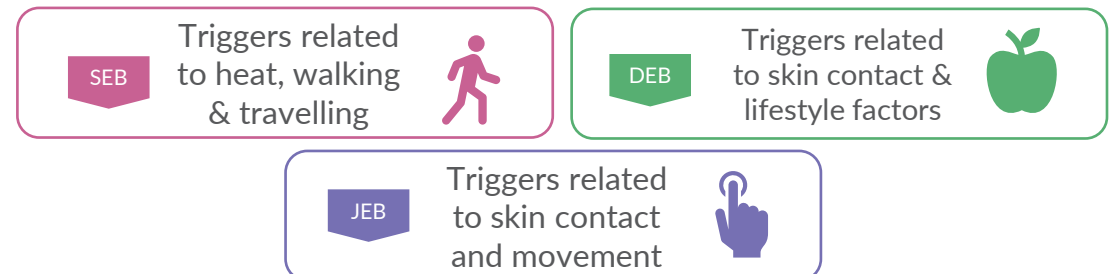 SEB
Triggers related
to heat, walking
& travelling
DEB
Triggers related
to skin contact &
lifestyle factors
JEB
Triggers related
to skin contact
and movement